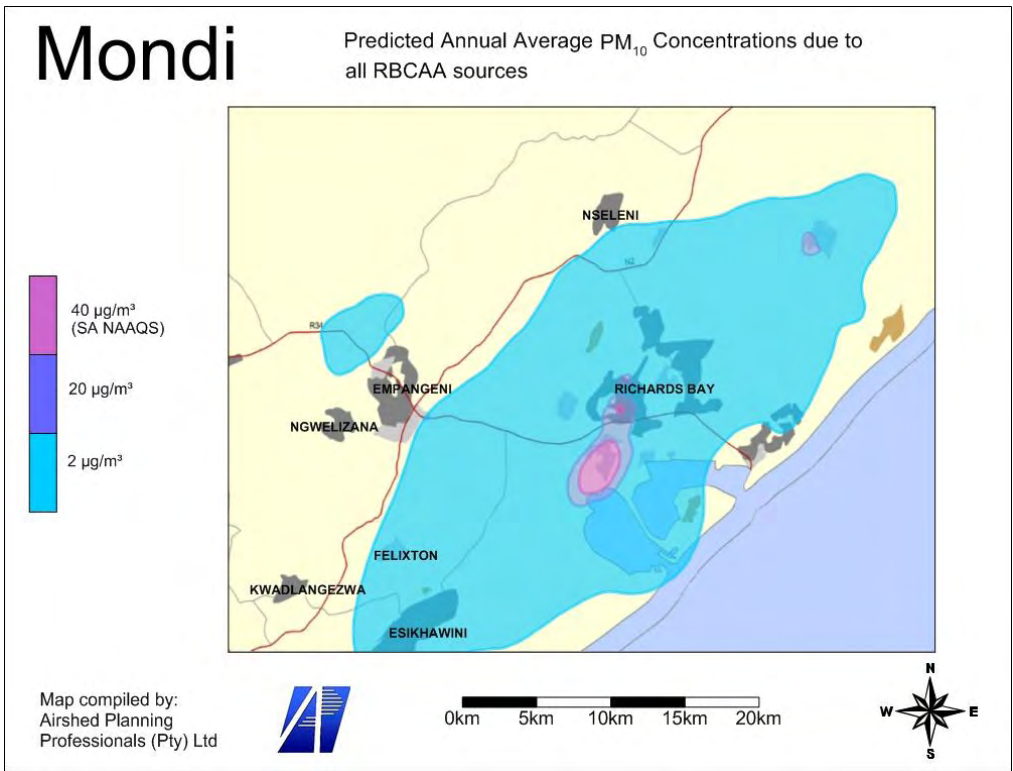 Mondi
Predicted Annual Average PM₁₀ Concentrations due to
all RBCAA sources
40 µg/m³
(SA NAAQS)
20 µg/m³
2 µg/m³
NSELENI
N2
R34
EMPANGENI
RICHARDS BAY
NGWELIZANA
FELIXTON
KWADLANGEZWA
ESIKHAWINI
Map compiled by:
Airshed Planning
Professionals (Pty) Ltd
0km 5km 10km 15km 20km
N
W E
S